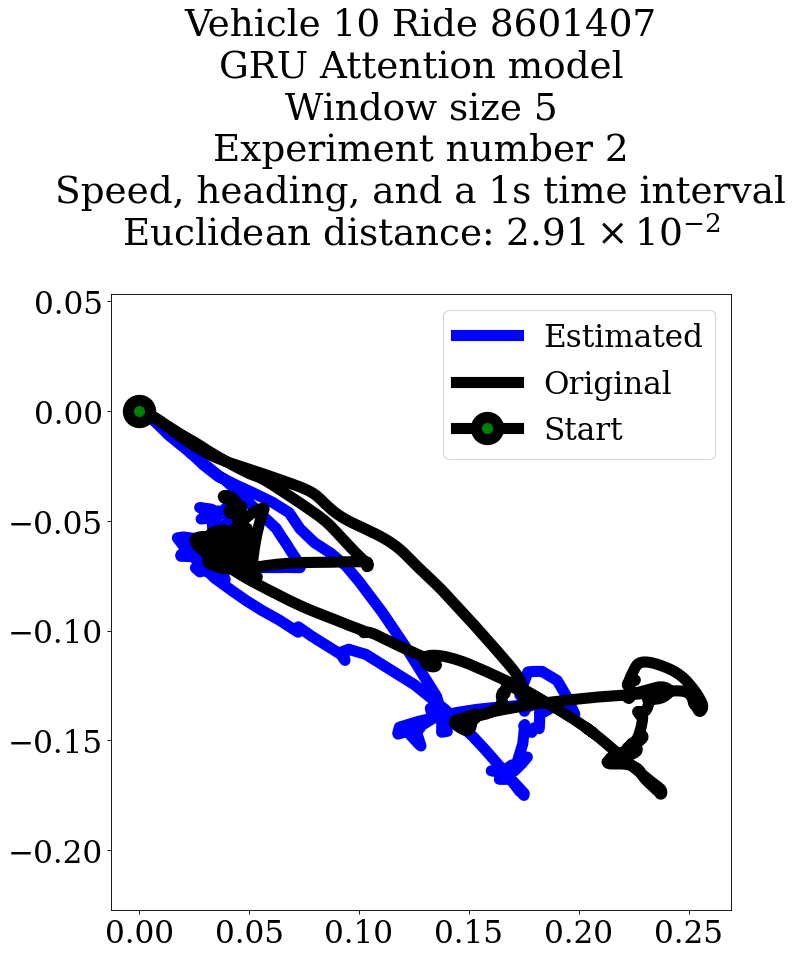 Vehicle 10 Ride 8601407
GRU Attention model
Window size 5
Experiment number 2
Speed, heading, and a 1s time interval
Euclidean distance: 2.91 × 10⁻²
Estimated
Original
Start
0.05
0.00
−0.05
−0.10
−0.15
−0.20
0.00 0.05 0.10 0.15 0.20 0.25